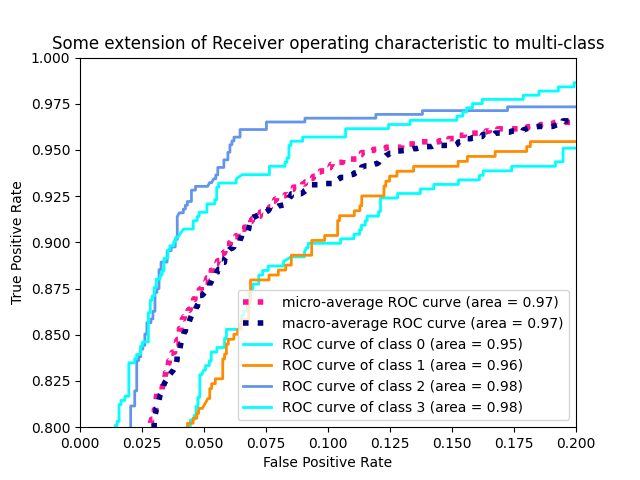 Some extension of Receiver operating characteristic to multi-class
1.000
0.975
0.950
0.925
0.900
0.875
0.850
0.825
0.800
True Positive Rate
micro-average ROC curve (area = 0.97)
macro-average ROC curve (area = 0.97)
ROC curve of class 0 (area = 0.95)
ROC curve of class 1 (area = 0.96)
ROC curve of class 2 (area = 0.98)
ROC curve of class 3 (area = 0.98)
0.000 0.025 0.050 0.075 0.100 0.125 0.150 0.175 0.200
False Positive Rate